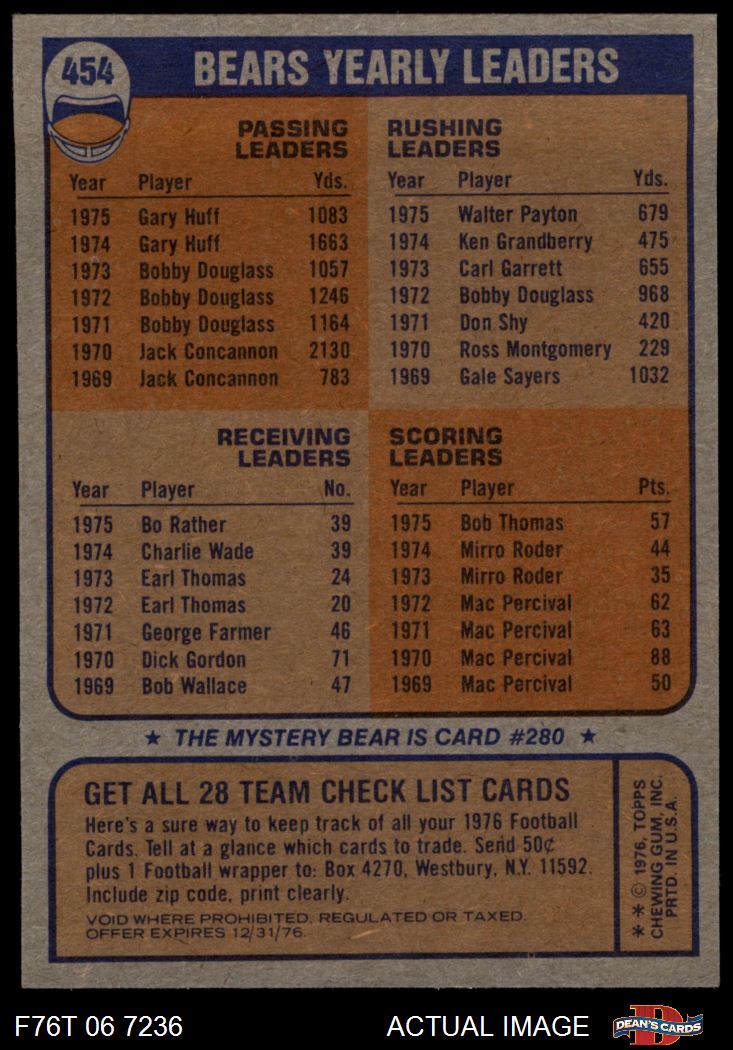 454
BEARS YEARLY LEADERS
PASSING
LEADERS
Year Player Yds.
1975 Gary Huff 1083
1974 Gary Huff 1663
1973 Bobby Douglass 1057
1972 Bobby Douglass 1246
1971 Bobby Douglass 1164
1970 Jack Concannon 2130
1969 Jack Concannon 783
RUSHING
LEADERS
Year Player Yds.
1975 Walter Payton 679
1974 Ken Grandberry 475
1973 Carl Garrett 655
1972 Bobby Douglass 968
1971 Don Shy 420
1970 Ross Montgomery 229
1969 Gale Sayers 1032
RECEIVING
LEADERS
Year Player No.
1975 Bo Rather 39
1974 Charlie Wade 39
1973 Earl Thomas 24
1972 Earl Thomas 20
1971 George Farmer 46
1970 Dick Gordon 71
1969 Bob Wallace 47
SCORING
LEADERS
Year Player Pts.
1975 Bob Thomas 57
1974 Mirro Roder 44
1973 Mirro Roder 35
1972 Mac Percival 62
1971 Mac Percival 63
1970 Mac Percival 88
1969 Mac Percival 50
★ THE MYSTERY BEAR IS CARD #280 ★
GET ALL 28 TEAM CHECK LIST CARDS
Here's a sure way to keep track of all your 1976 Football
Cards. Tell at a glance which cards to trade. Send 50¢
plus 1 Football wrapper to: Box 4270, Westbury, N.Y. 11592.
Include zip code, print clearly.
VOID WHERE PROHIBITED, REGULATED OR TAXED.
OFFER EXPIRES 12/31/76.
* * © 1976, TOPPS
CHEWING GUM, INC.
PRTD. IN U.S.A.
F76T 06 7236
ACTUAL IMAGE
D
DEAN'S CARDS